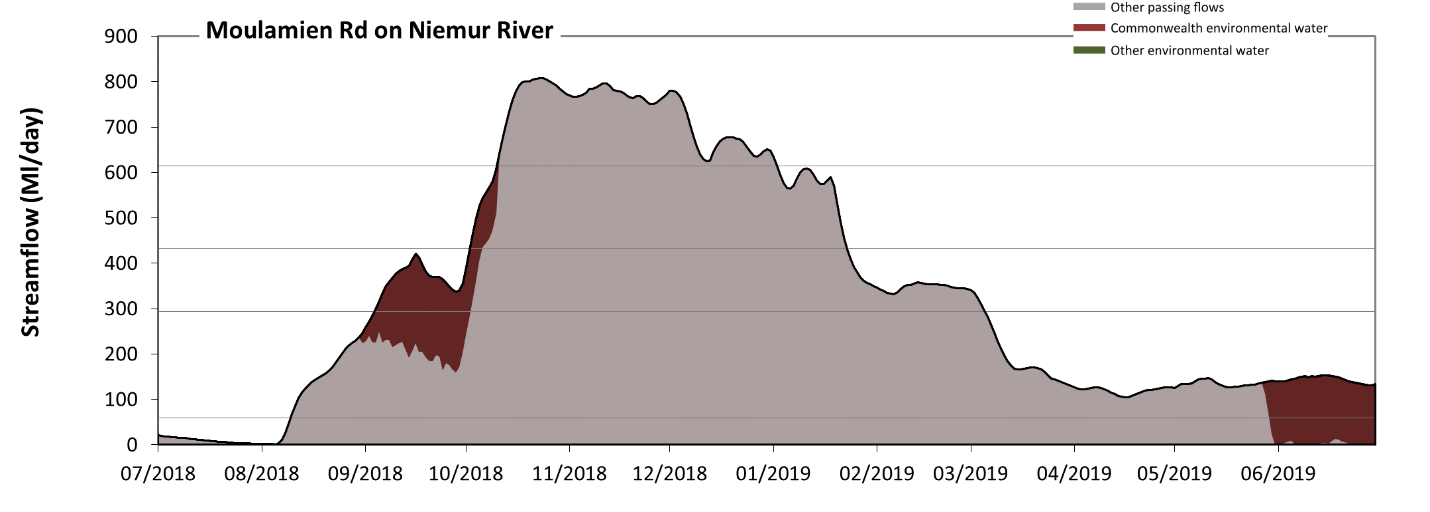 Other passing flows
Moulamien Rd on Niemur River
Commonwealth environmental water
Other environmental water
Streamflow (Ml/day)
900
800
700
600
500
400
300
200
100
0
07/2018 08/2018 09/2018 10/2018 11/2018 12/2018 01/2019 02/2019 03/2019 04/2019 05/2019 06/2019